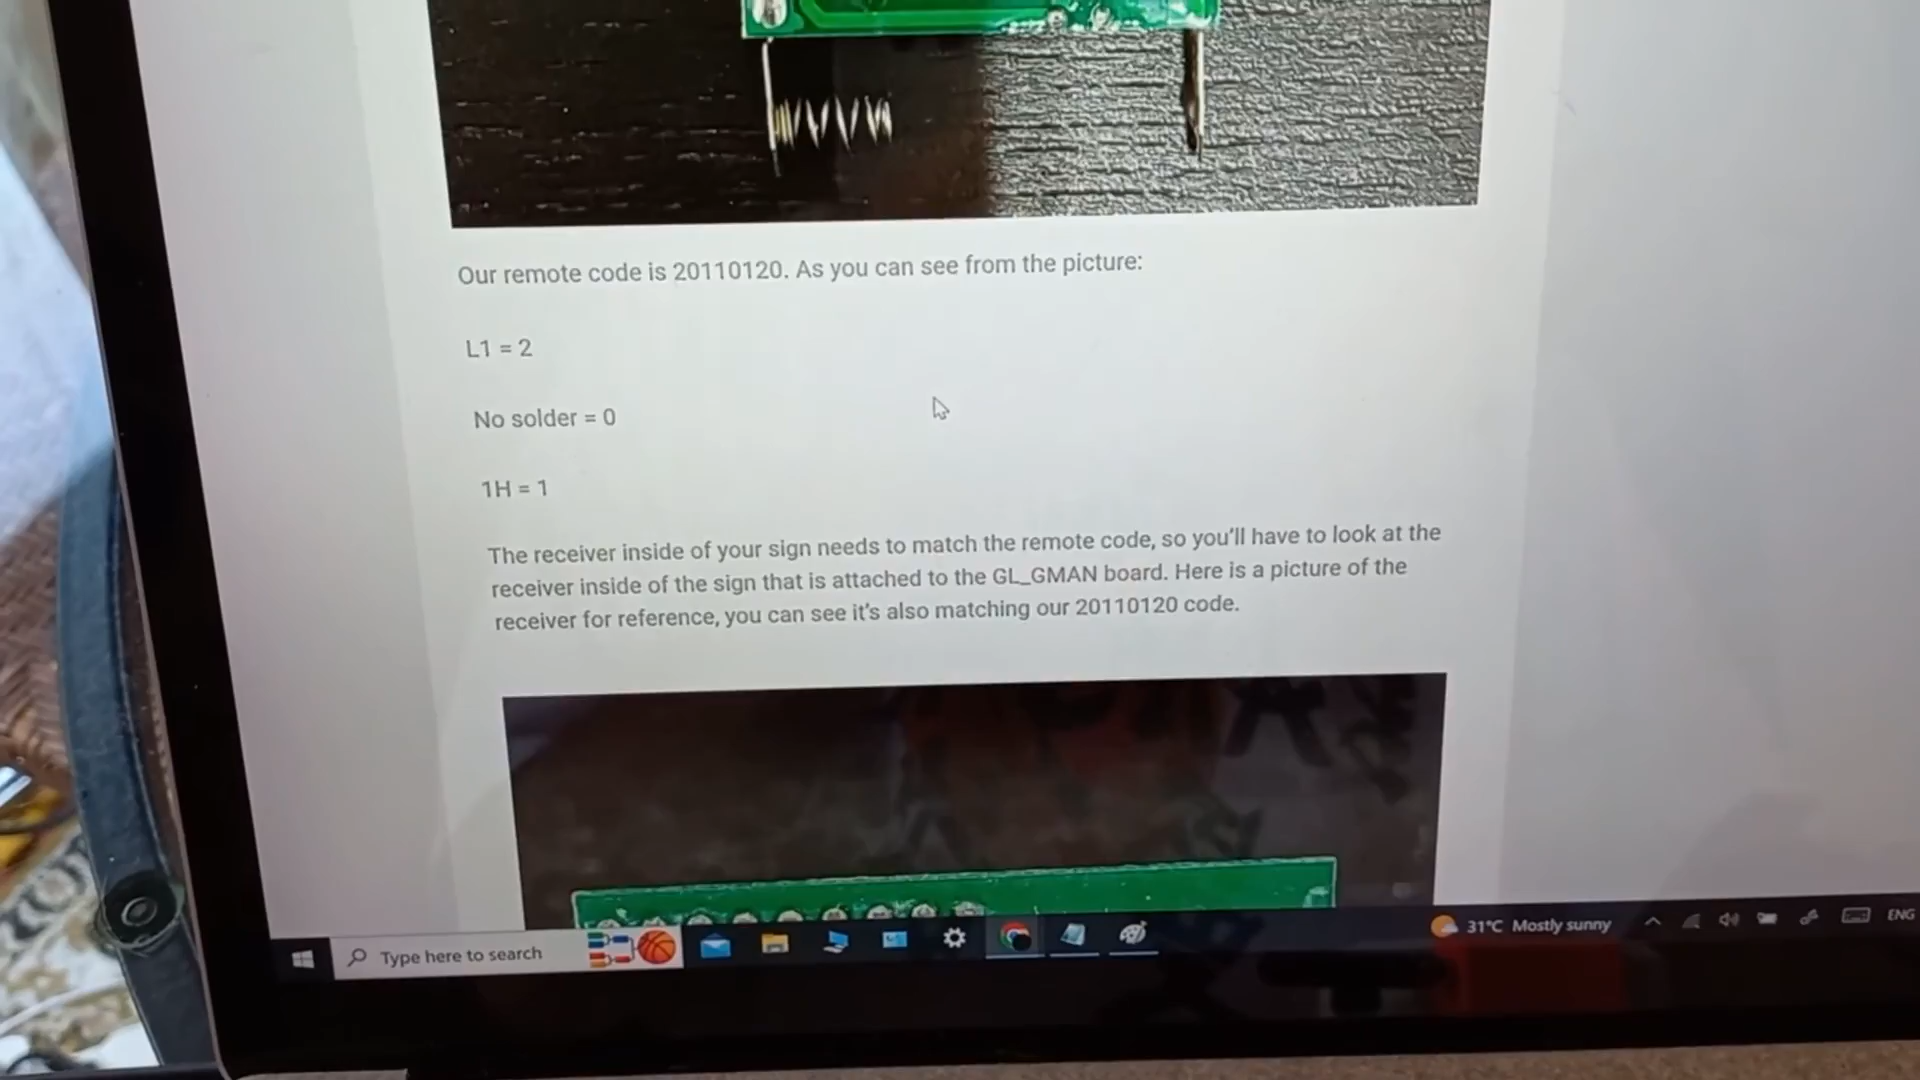 Our remote code is 20110120. As you can see from the picture:
L1 = 2
No solder = 0
1H = 1
The receiver inside of your sign needs to match the remote code, so you'll have to look at the
receiver inside of the sign that is attached to the GL_GMAN board. Here is a picture of the
receiver for reference, you can see it's also matching our 20110120 code.
Type here to search
31°C Mostly sunny
ENG